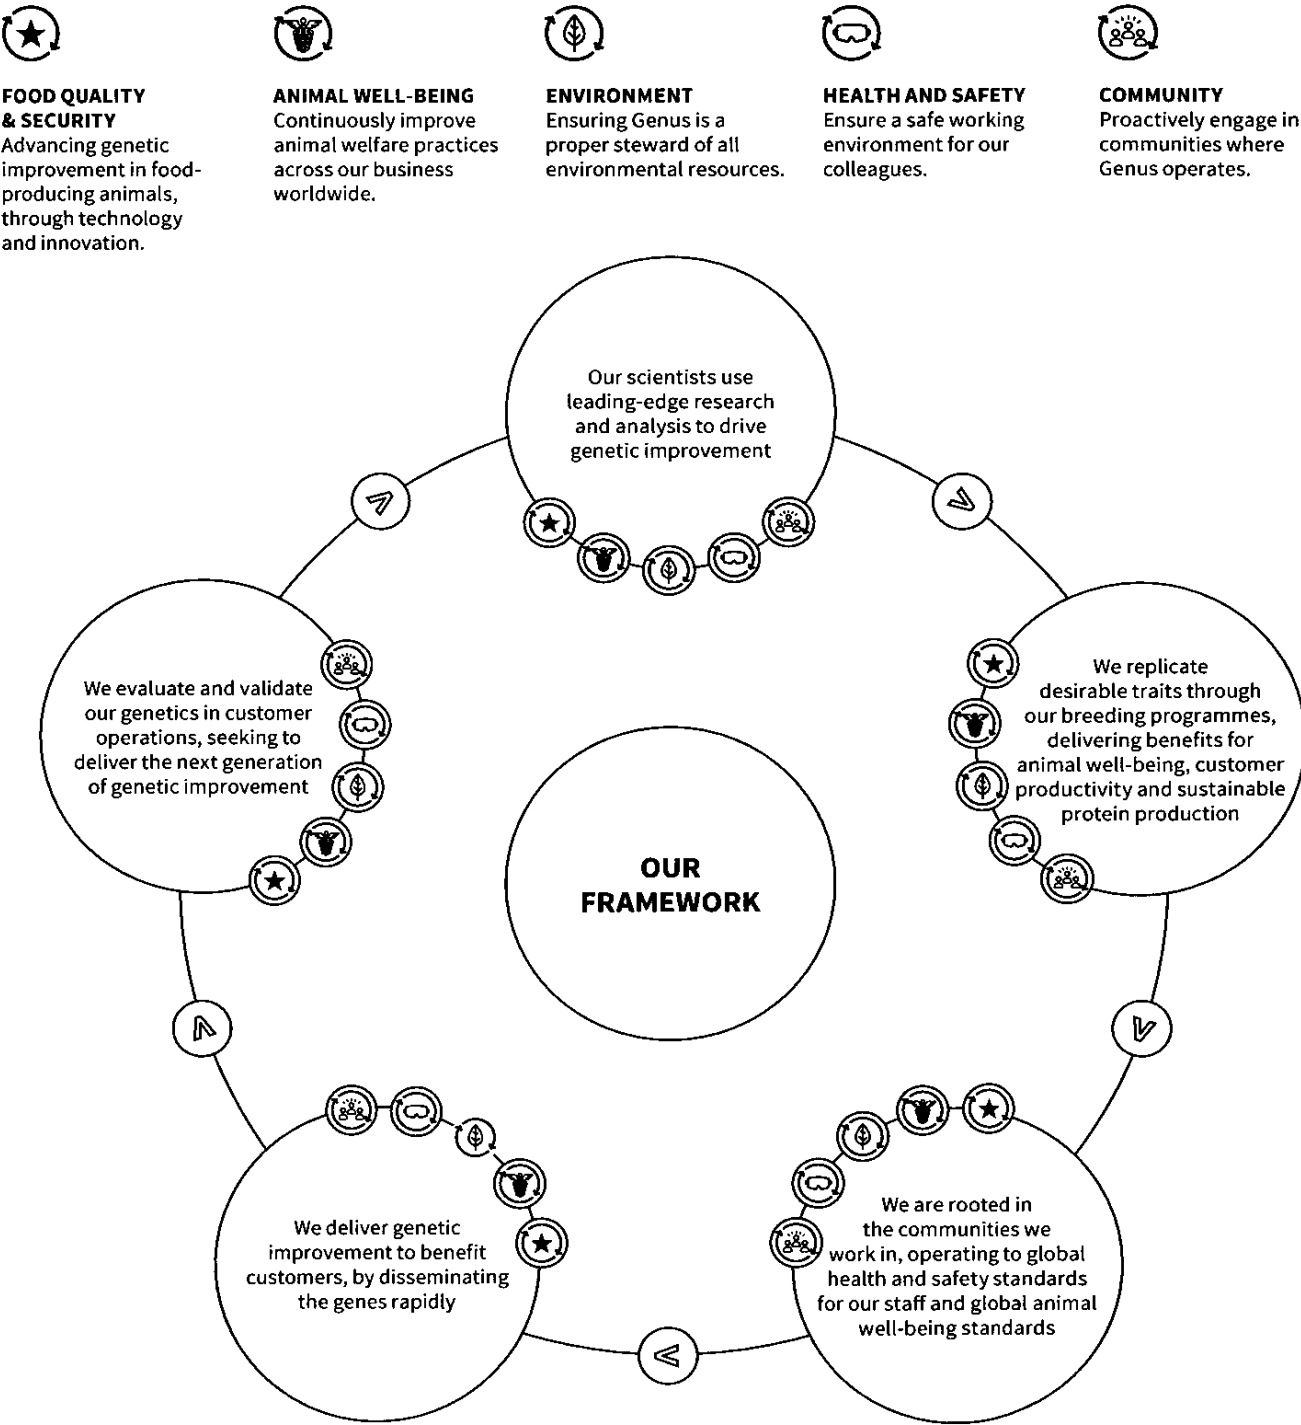 FOOD QUALITY
& SECURITY
Advancing genetic
improvement in food-
producing animals,
through technology
and innovation.
ANIMAL WELL-BEING
Continuously improve
animal welfare practices
across our business
worldwide.
ENVIRONMENT
Ensuring Genus is a
proper steward of all
environmental resources.
HEALTH AND SAFETY
Ensure a safe working
environment for our
colleagues.
COMMUNITY
Proactively engage in
communities where
Genus operates.
Our scientists use
leading-edge research
and analysis to drive
genetic improvement
We replicate
desirable traits through
our breeding programmes,
delivering benefits for
animal well-being, customer
productivity and sustainable
protein production
We are rooted in
the communities we
work in, operating to global
health and safety standards
for our staff and global animal
well-being standards
We deliver genetic
improvement to benefit
customers, by disseminating
the genes rapidly
We evaluate and validate
our genetics in customer
operations, seeking to
deliver the next generation
of genetic improvement
OUR
FRAMEWORK